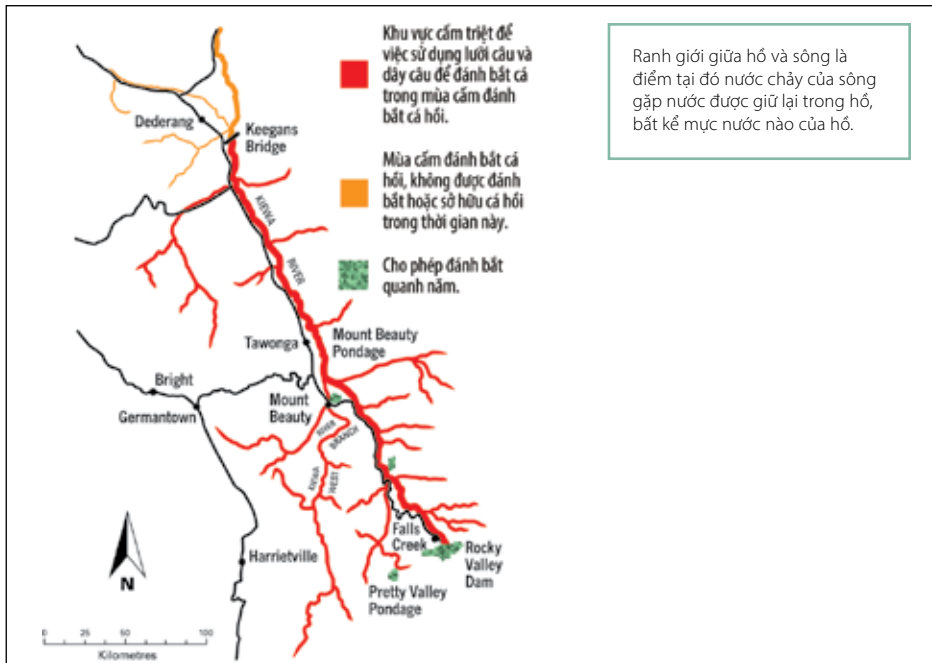 Khu vực cấm triệt để
việc sử dụng lưỡi câu và
dây câu để đánh bắt cá
trong mùa cấm đánh
bắt cá hồi.
Mùa cấm đánh bắt cá
hồi, không được đánh
bắt hoặc sở hữu cá hồi
trong thời gian này.
Cho phép đánh bắt
quanh năm.
Ranh giới giữa hồ và sông là
điểm tại đó nước chảy của sông
gặp nước được giữ lại trong hồ,
bất kể mực nước nào của hồ.
Dederang
Keegans
Bridge
KIEWA
RIVER
Tawonga
Mount Beauty
Pondage
Bright
Germantown
Mount
Beauty
RIVER
BRANCH
KIEWA
WEST
Falls
Creek
Rocky
Valley
Dam
Harrietville
Pretty Valley
Pondage
N
0 25 50 100
Kilometres